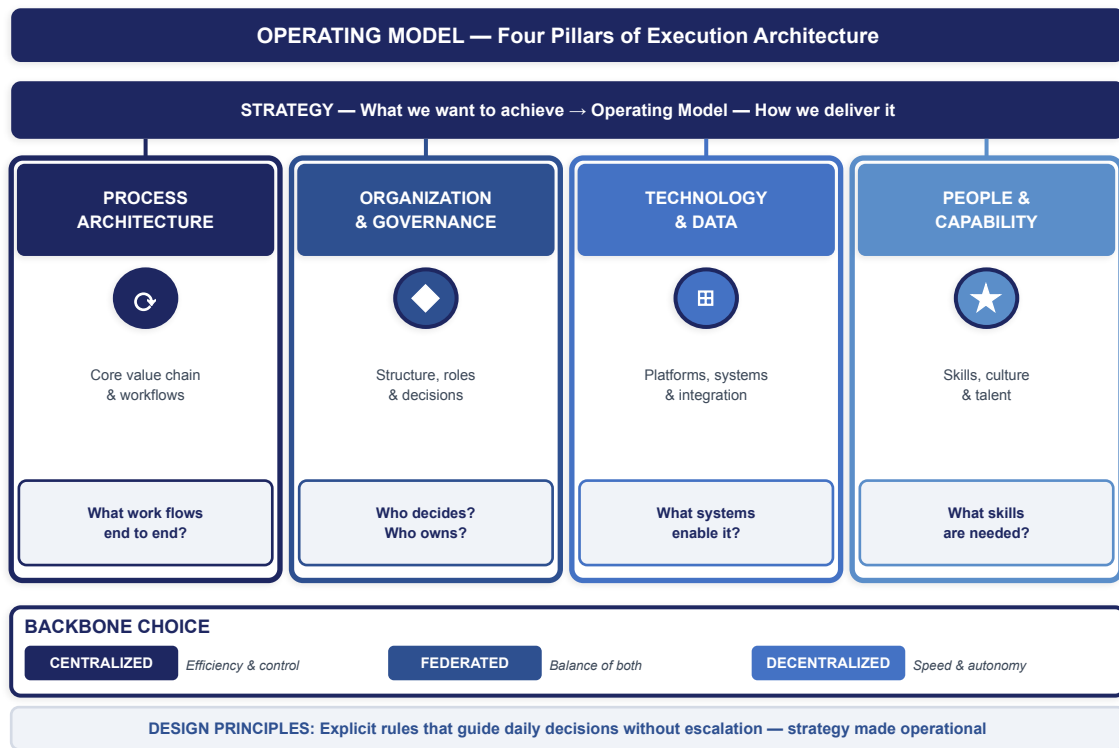 OPERATING MODEL — Four Pillars of Execution Architecture
STRATEGY — What we want to achieve → Operating Model — How we deliver it
PROCESS
ARCHITECTURE
Core value chain
& workflows
What work flows
end to end?
ORGANIZATION
& GOVERNANCE
Structure, roles
& decisions
Who decides?
Who owns?
TECHNOLOGY
& DATA
Platforms, systems
& integration
What systems
enable it?
PEOPLE &
CAPABILITY
Skills, culture
& talent
What skills
are needed?
BACKBONE CHOICE
CENTRALIZED Efficiency & control
FEDERATED Balance of both
DECENTRALIZED Speed & autonomy
DESIGN PRINCIPLES: Explicit rules that guide daily decisions without escalation — strategy made operational